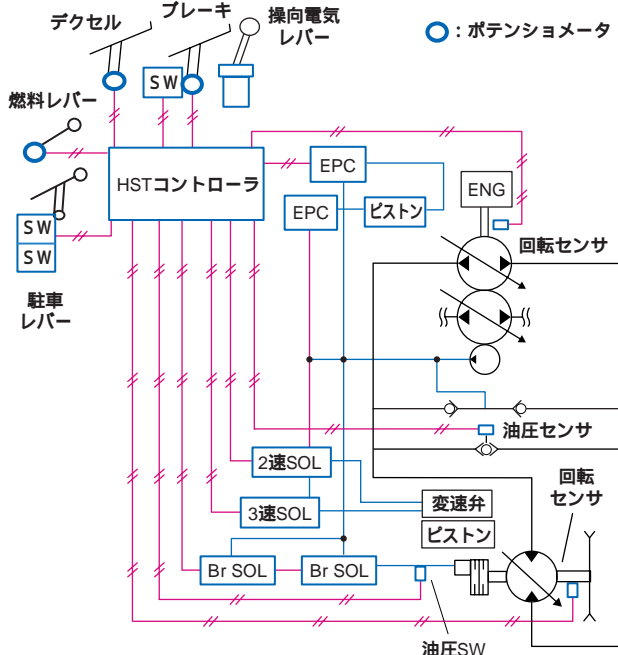 デクセル
ブレーキ
操向電気
レバー
:ポテンショメータ
SW
燃料レバー
HSTコントローラ
EPC
ENG
EPC
ピストン
SW
SW
回転センサ
駐車
レバー
油圧センサ
2速SOL
回転
センサ
変速弁
3速SOL
ピストン
Br SOL
Br SOL
油圧SW